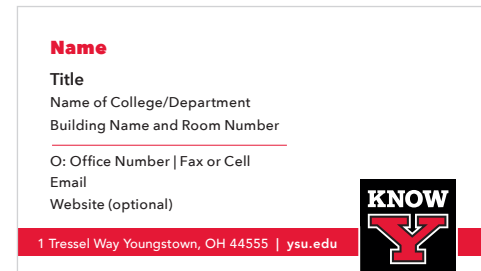 Name
Title
Name of College/Department
Building Name and Room Number
O: Office Number | Fax or Cell
Email
Website (optional)
KNOW
Y
1 Tressel Way Youngstown, OH 44555 | ysu.edu